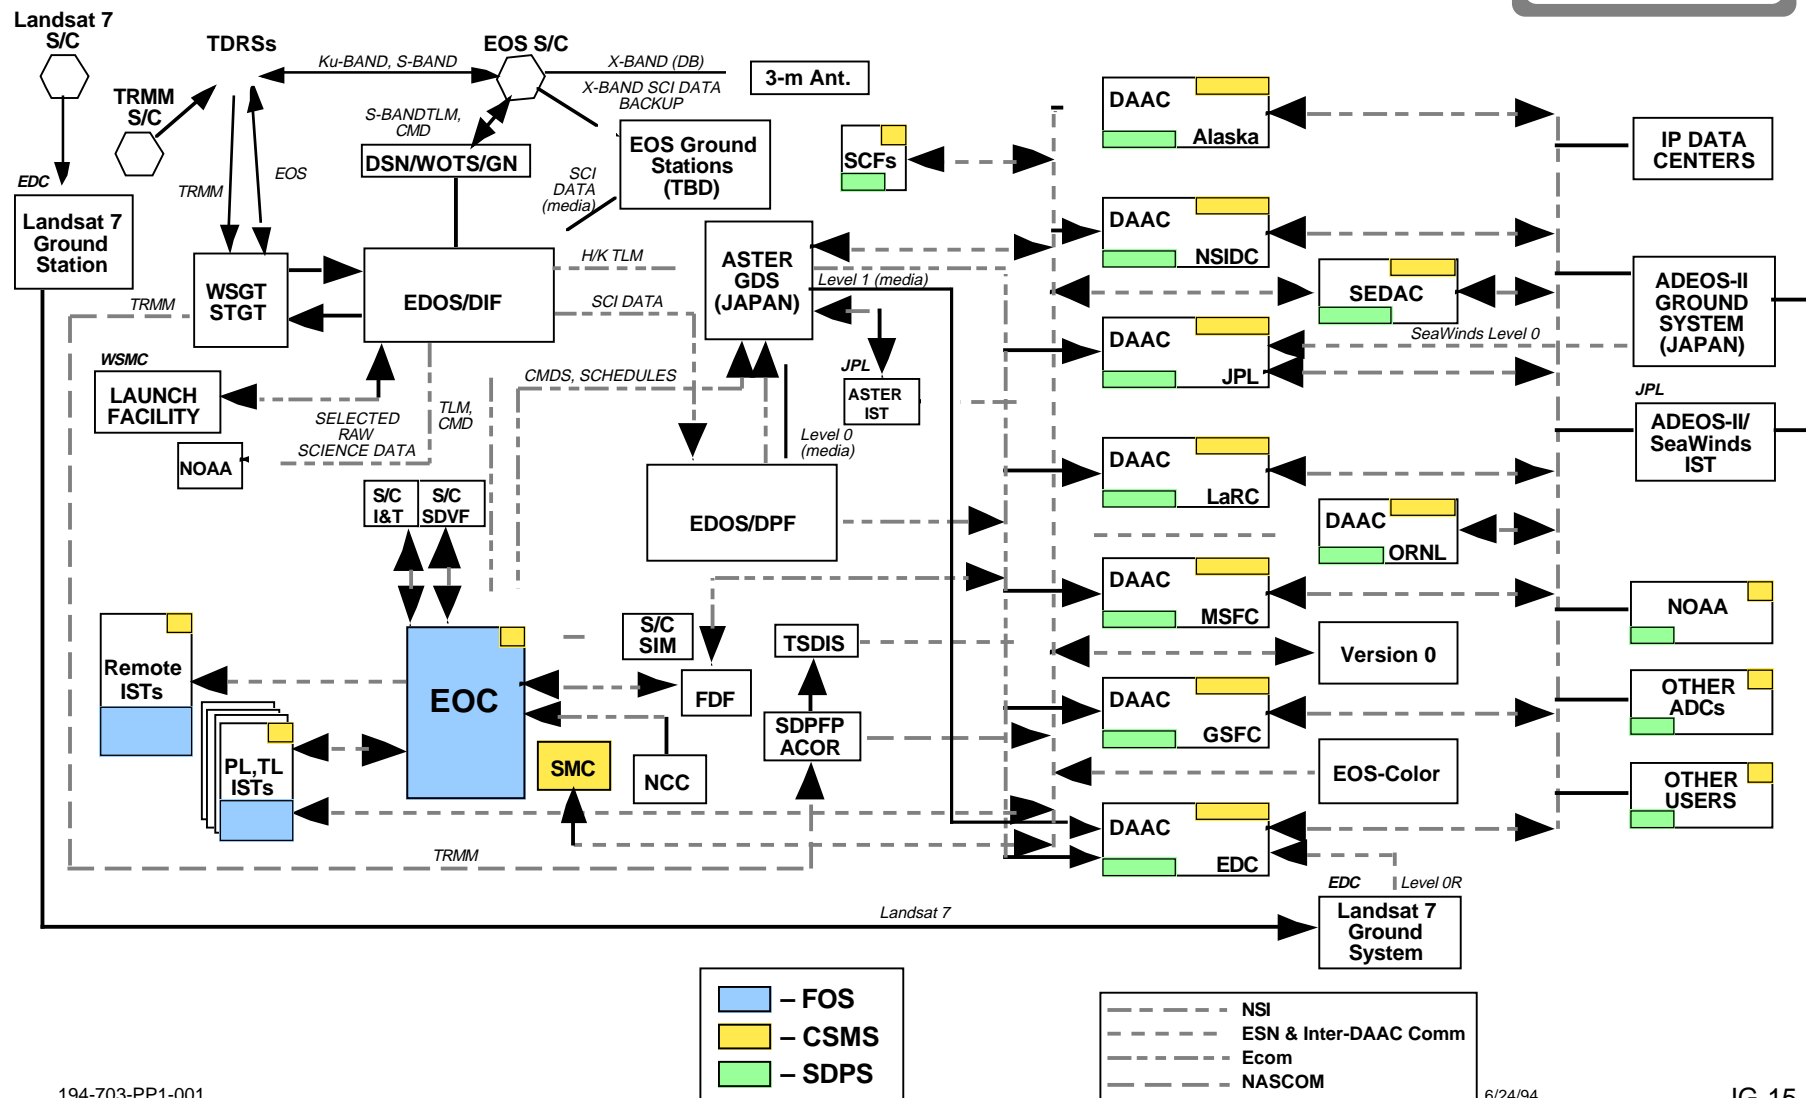 Landsat 7
S/C
TDRSs
EOS S/C
Ku-BAND, S-BAND
X-BAND (DB)
3-m Ant.
X-BAND SCI DATA
BACKUP
TRMM
S/C
S-BANDTLM,
CMD
DSN/WOTS/GN
EOS Ground
Stations
(TBD)
SCI
DATA
(media)
EDC
TRMM
EOS
Landsat 7
Ground
Station
WSGT
STGT
EDOS/DIF
H/K TLM
SCI DATA
ASTER
GDS
(JAPAN)
Level 1 (media)
TRMM
WSMC
LAUNCH
FACILITY
SELECTED
RAW
SCIENCE DATA
TLM,
CMD
CMDS, SCHEDULES
JPL
ASTER
IST
Level 0
(media)
NOAA
S/C
I&T
S/C
SDVF
EDOS/DPF
SCFs
DAAC
Alaska
DAAC
NSIDC
SEDAC
DAAC
JPL
SeaWinds Level 0
DAAC
LaRC
DAAC
ORNL
DAAC
MSFC
Version 0
DAAC
GSFC
EOS-Color
DAAC
EDC
IP DATA
CENTERS
ADEOS-II
GROUND
SYSTEM
(JAPAN)
JPL
ADEOS-II/
SeaWinds
IST
NOAA
OTHER
ADCs
OTHER
USERS
Remote
ISTs
PL,TL
ISTs
EOC
S/C
SIM
FDF
SMC
NCC
TSDIS
SDPFP
ACOR
TRMM
Landsat 7
EDC
Level 0R
Landsat 7
Ground
System
– FOS
– CSMS
– SDPS
NSI
ESN & Inter-DAAC Comm
Ecom
NASCOM
194-703-PP1-001
6/24/94
JG-15